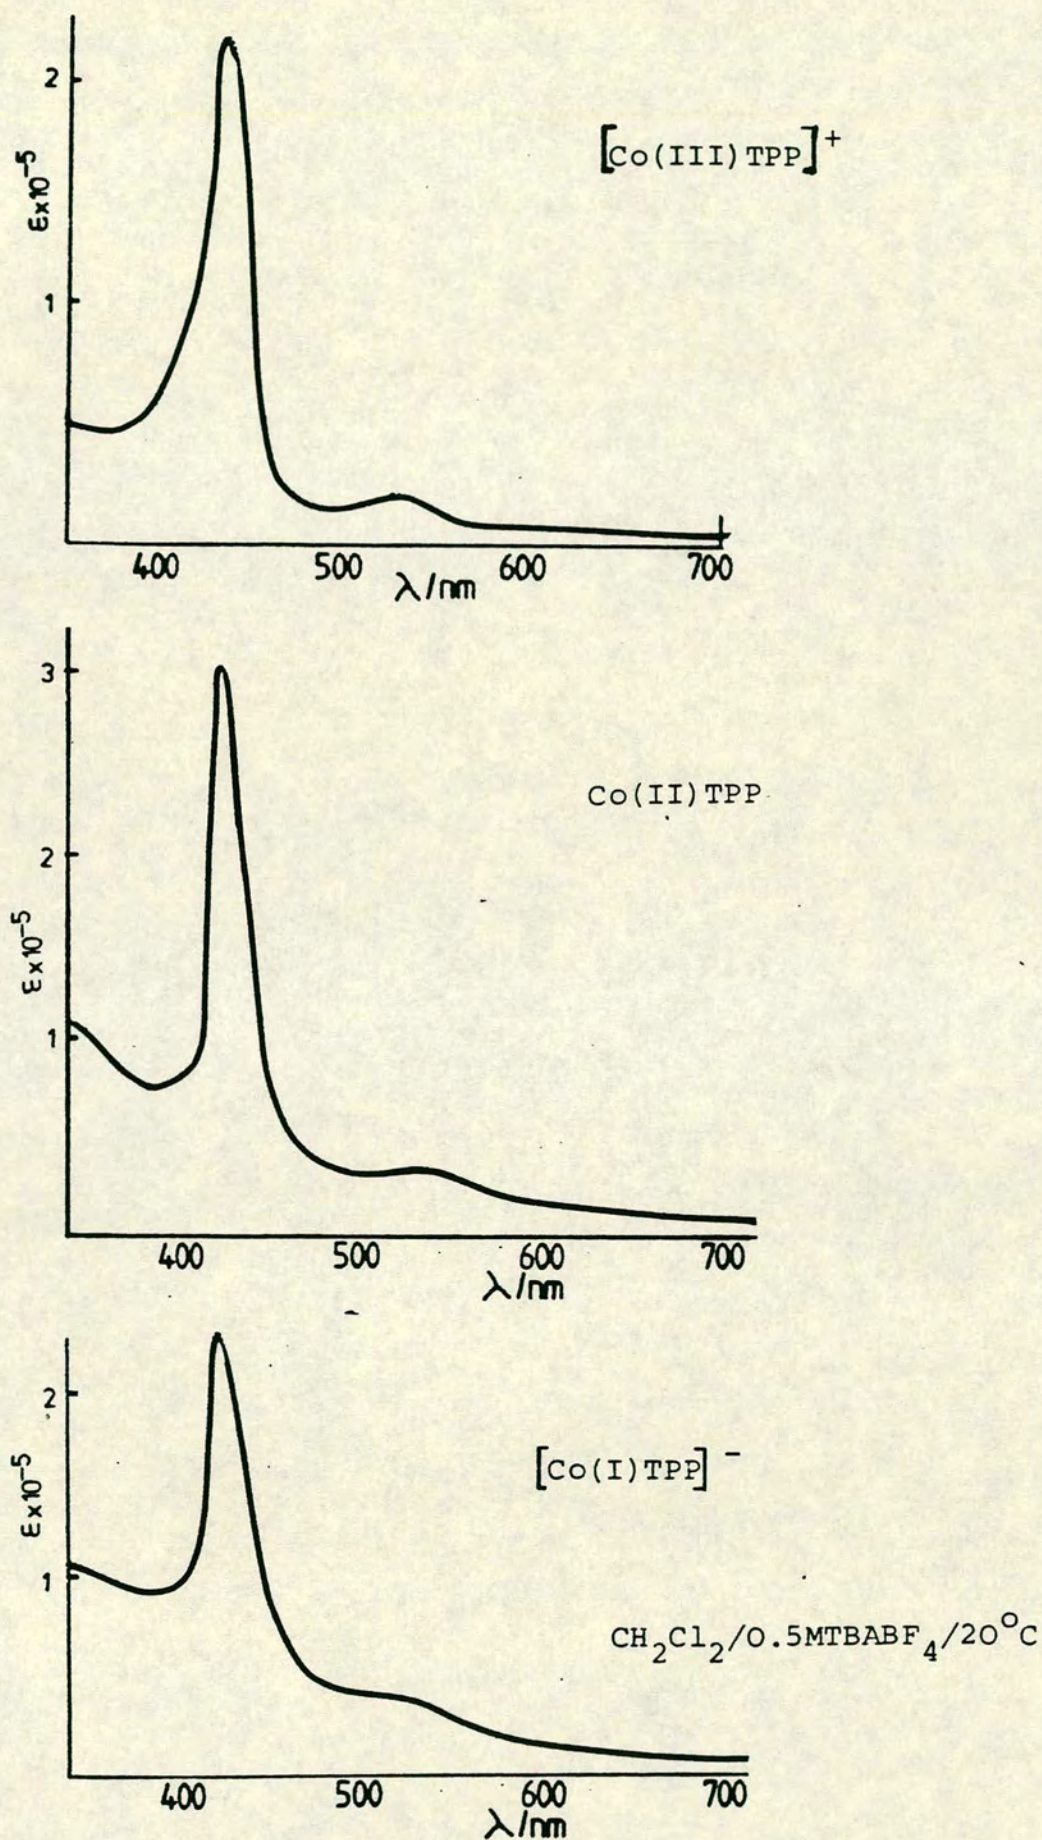 2
εx10⁻⁵
[Co(III)TPP]⁺
1
400 500 600 700
λ/nm
3
Co(II)TPP
2
εx10⁻⁵
1
400 500 600 700
λ/nm
2
εx10⁻⁵
[Co(I)TPP]⁻
1
CH₂Cl₂/0.5MTBABF₄/20°C
400 500 600 700
λ/nm